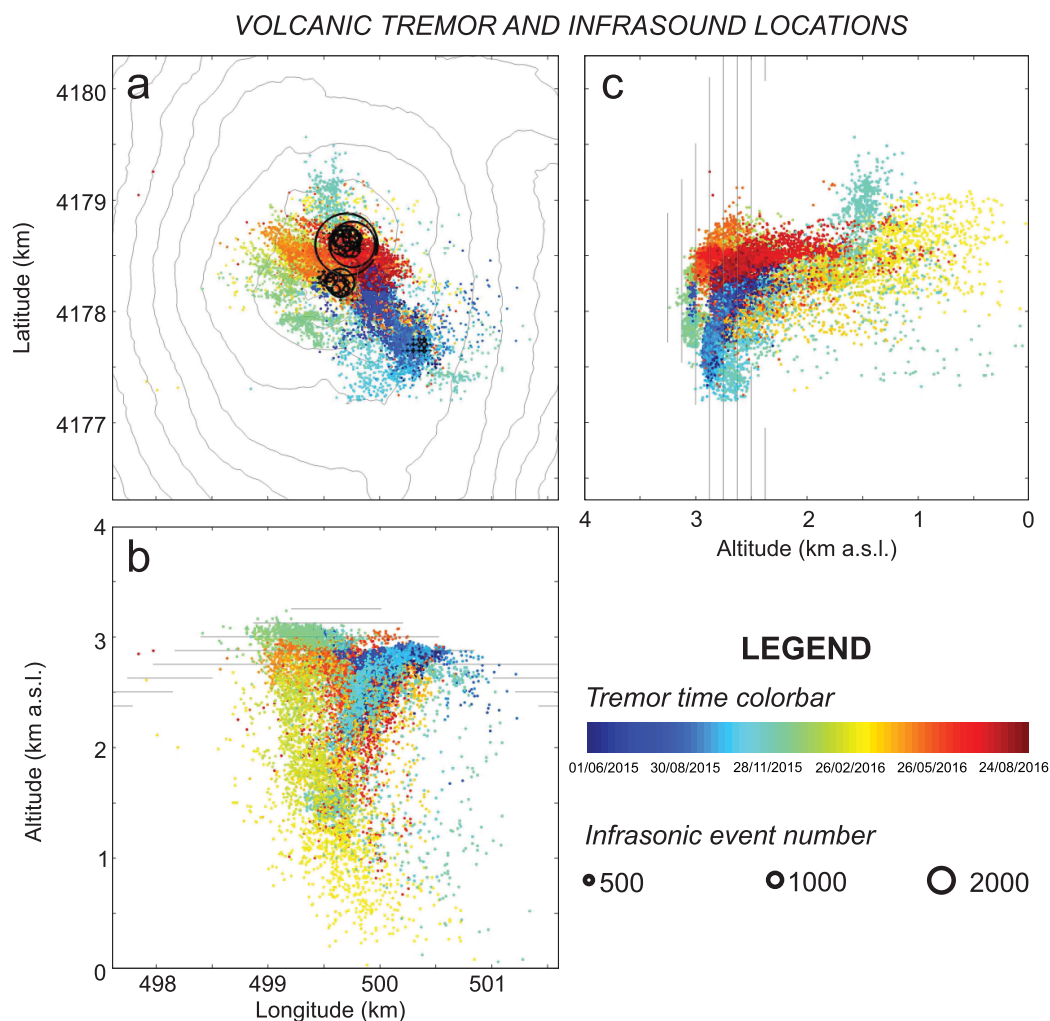 VOLCANIC TREMOR AND INFRASOUND LOCATIONS
a
c
4180
4179
4178
4177
Latitude (km)
4 3 2 1 0
Altitude (km a.s.l.)
b
4
3
2
1
0
Altitude (km a.s.l.)
498 499 500 501
Longitude (km)
LEGEND
Tremor time colorbar
01/06/2015 30/08/2015 28/11/2015 26/02/2016 26/05/2016 24/08/2016
Infrasonic event number
500 1000 2000